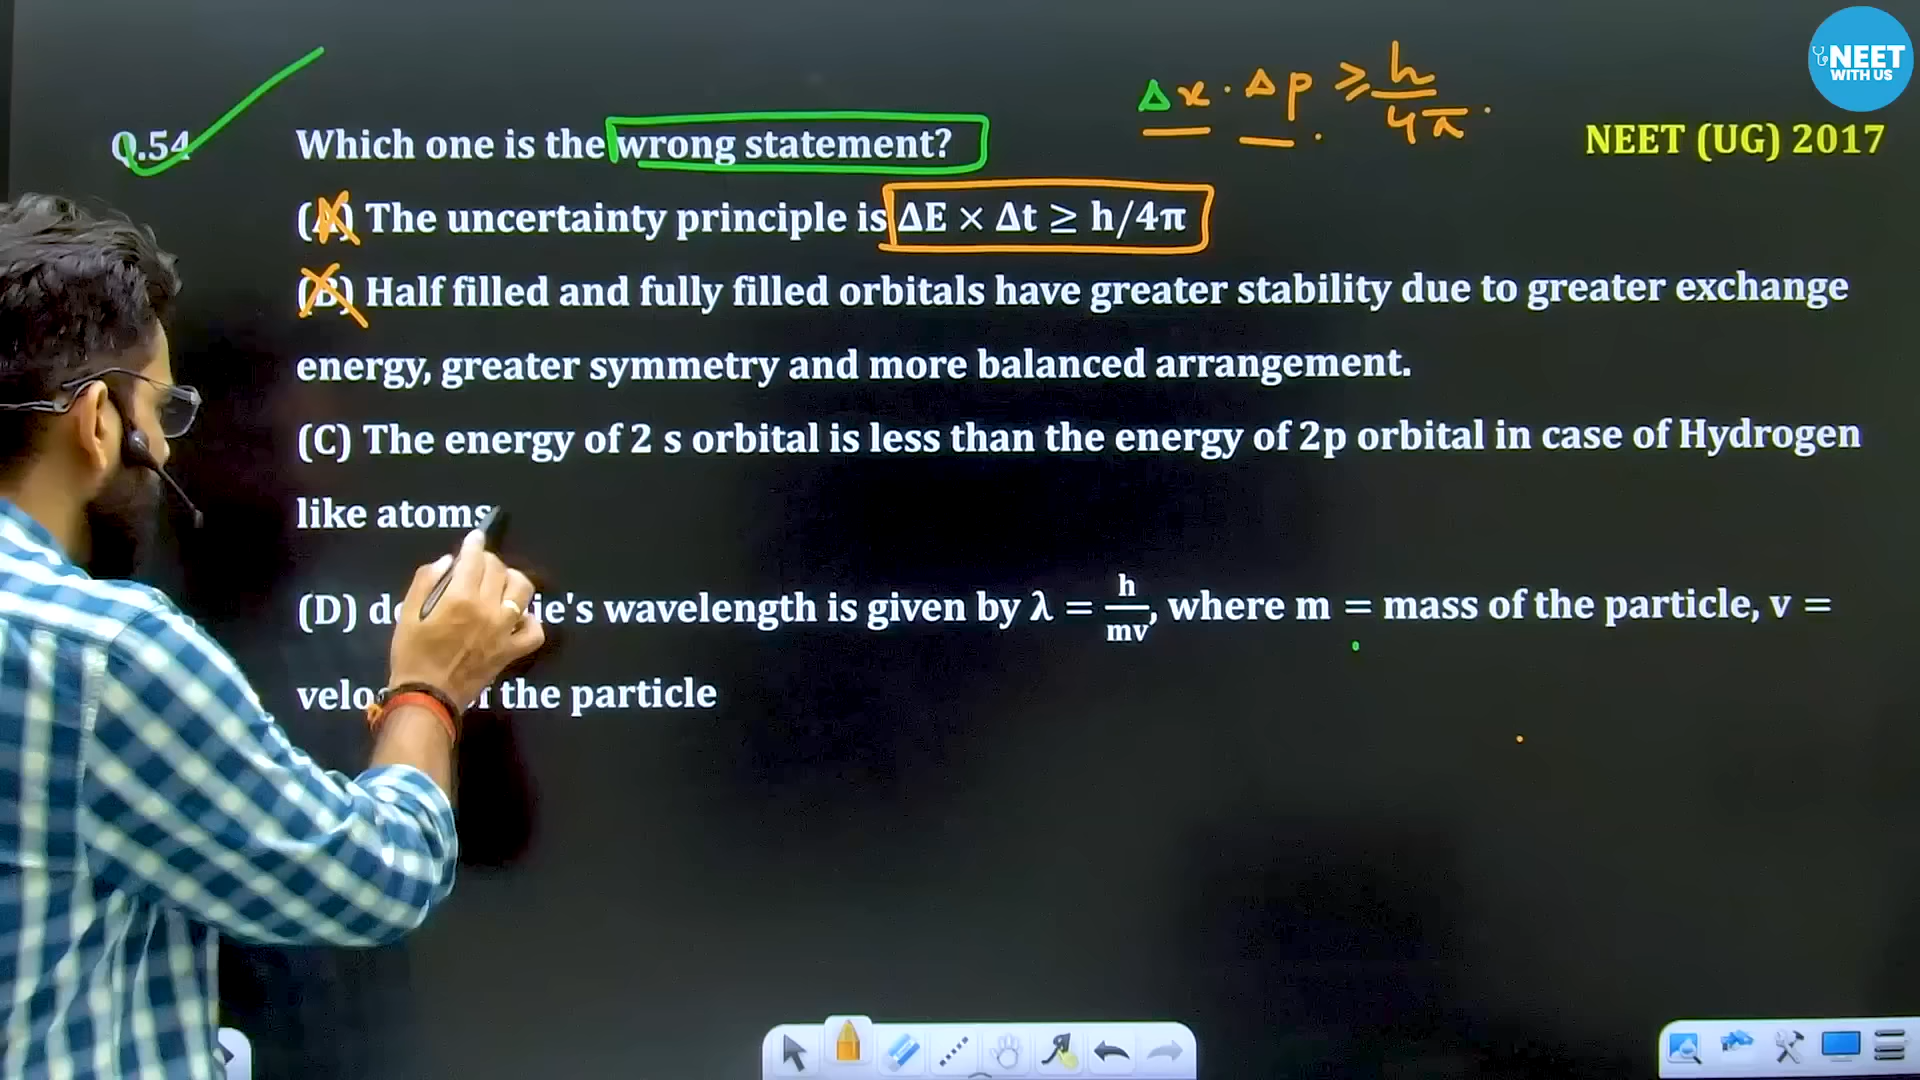 NEET
WITH US
Δx · Δp ≥ h/4π
Q.54 Which one is the wrong statement? NEET (UG) 2017
(A) The uncertainty principle is ΔE × Δt ≥ h/4π
(B) Half filled and fully filled orbitals have greater stability due to greater exchange
energy, greater symmetry and more balanced arrangement.
(C) The energy of 2 s orbital is less than the energy of 2p orbital in case of Hydrogen
like atoms
(D) ie's wavelength is given by λ = h/mv, where m = mass of the particle, v =
the particle